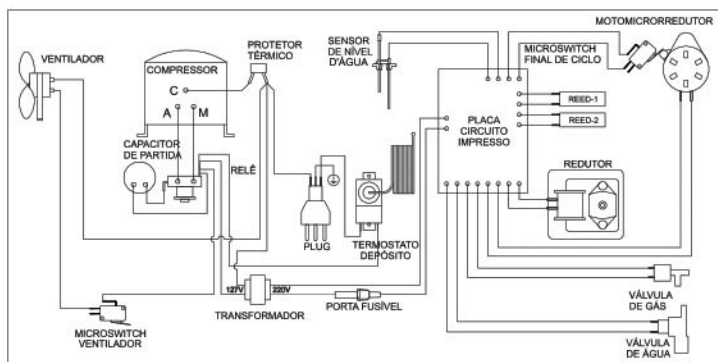 VENTILADOR
COMPRESSOR
C
A
M
CAPACITOR
DE PARTIDA
RELÊ
PROTETOR
TÉRMICO
SENSOR
DE NÍVEL
D'ÁGUA
MOTOMICRORREDUTOR
MICROSWITCH
FINAL DE CICLO
PLACA
CIRCUITO
IMPRESSO
REED-1
REED-2
REDUTOR
PLUG
TERMOSTATO
DEPÓSITO
127V
220V
TRANSFORMADOR
PORTA FUSÍVEL
MICROSWITCH
VENTILADOR
VÁLVULA
DE GÁS
VÁLVULA
DE ÁGUA